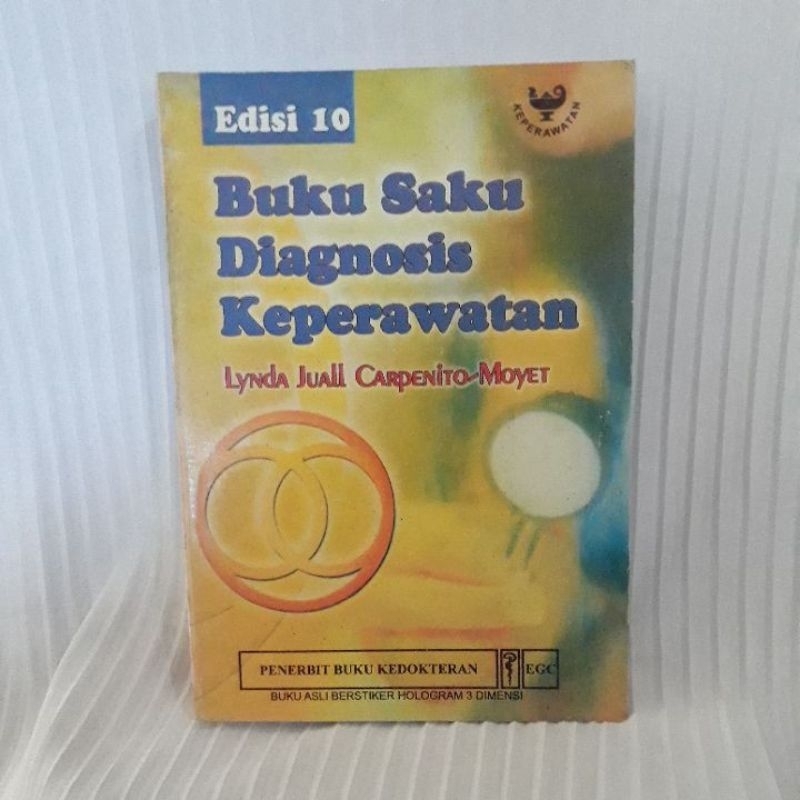 Edisi 10
KEPERAWATAN
Buku Saku
Diagnosis
Keperawatan
Lynda Juall Carpenito-Moyet
PENERBIT BUKU KEDOKTERAN EGC
BUKU ASLI BERSTIKER HOLOGRAM 3 DIMENSI